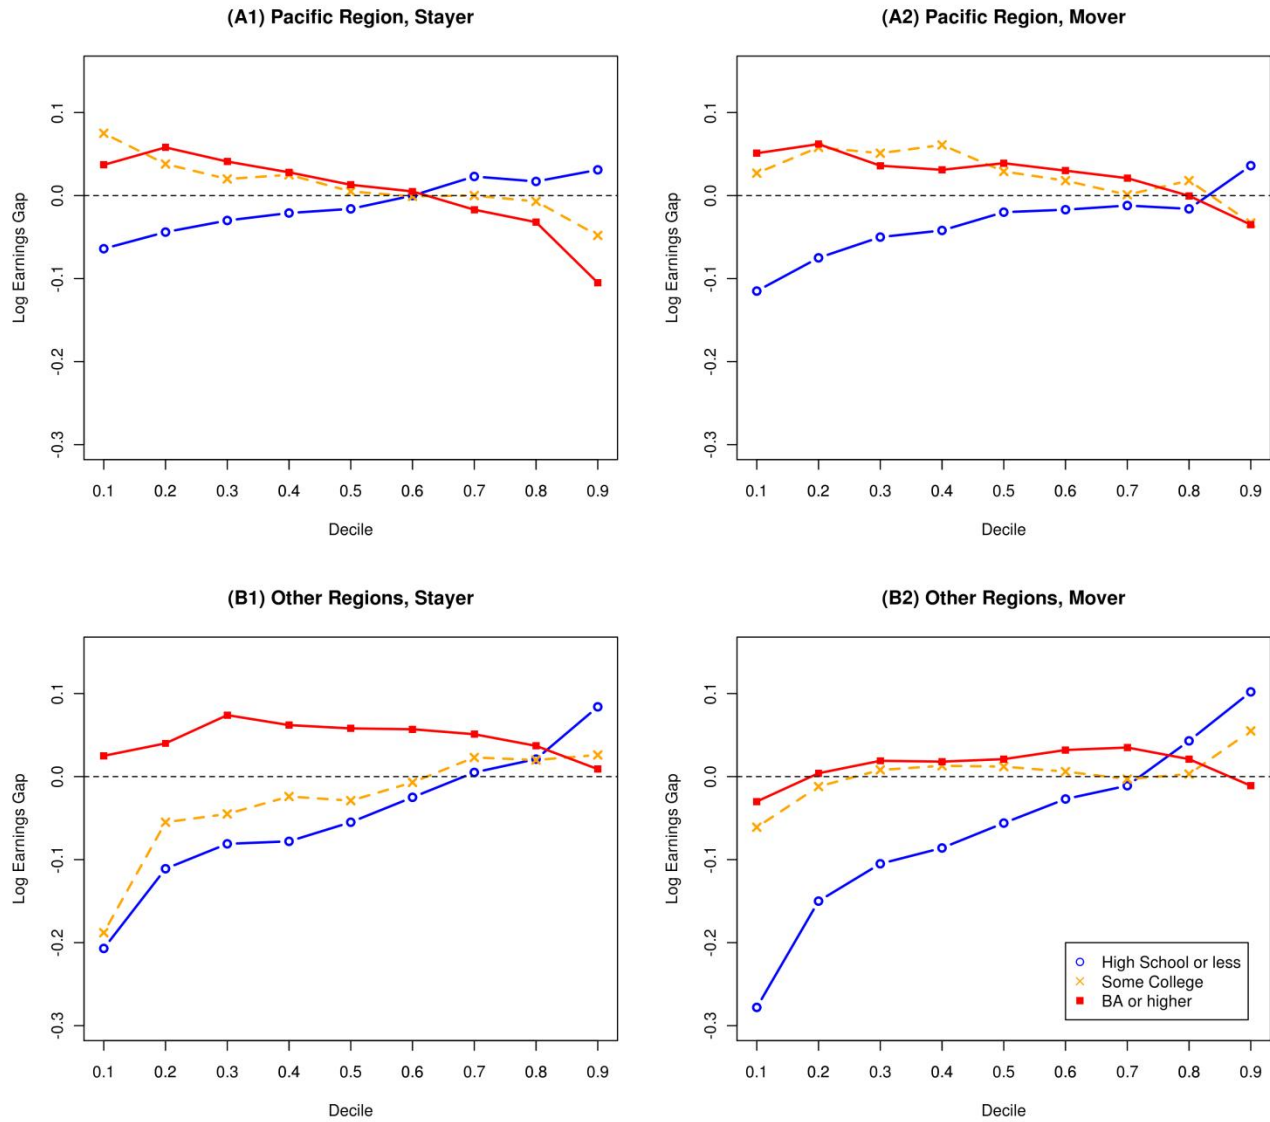 (A1) Pacific Region, Stayer
Log Earnings Gap
0.1
0.0
-0.1
-0.2
-0.3
0.1 0.2 0.3 0.4 0.5 0.6 0.7 0.8 0.9
Decile
(A2) Pacific Region, Mover
Log Earnings Gap
0.1
0.0
-0.1
-0.2
-0.3
0.1 0.2 0.3 0.4 0.5 0.6 0.7 0.8 0.9
Decile
(B1) Other Regions, Stayer
Log Earnings Gap
0.1
0.0
-0.1
-0.2
-0.3
0.1 0.2 0.3 0.4 0.5 0.6 0.7 0.8 0.9
Decile
(B2) Other Regions, Mover
Log Earnings Gap
0.1
0.0
-0.1
-0.2
-0.3
High School or less
Some College
BA or higher
0.1 0.2 0.3 0.4 0.5 0.6 0.7 0.8 0.9
Decile